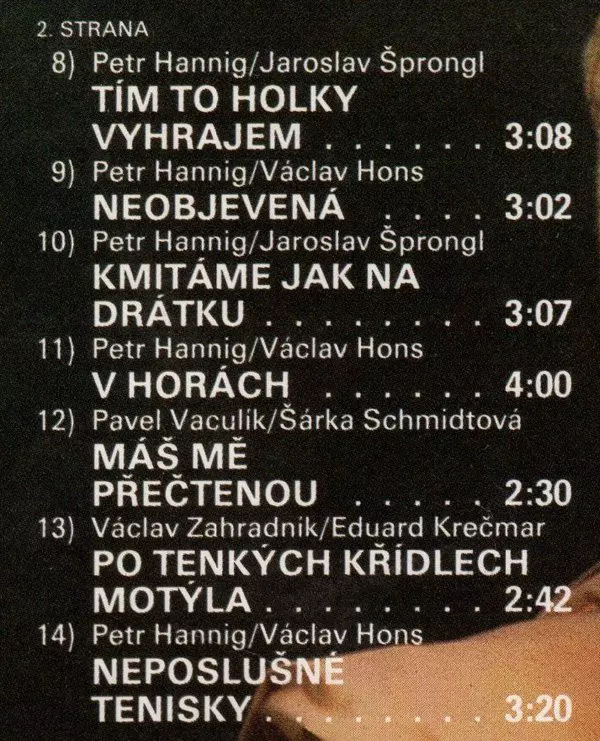 2. STRANA
8) Petr Hannig/Jaroslav Šprongl
TÍM TO HOLKY
VYHRAJEM . . . . . . 3:08
9) Petr Hannig/Václav Hons
NEOBJEVENÁ . . . . 3:02
10) Petr Hannig/Jaroslav Šprongl
KMITÁME JAK NA
DRÁTKU . . . . . . . . 3:07
11) Petr Hannig/Václav Hons
V HORÁCH . . . . . . 4:00
12) Pavel Vaculík/Šárka Schmidtová
MÁŠ MĚ
PŘEČTENOU . . . . . 2:30
13) Václav Zahradnik/Eduard Krečmar
PO TENKÝCH KŘÍDLECH
MOTÝLA . . . . . . . . 2:42
14) Petr Hannig/Václav Hons
NEPOSLUŠNÉ
TENISKY . . . . . . . . 3:20